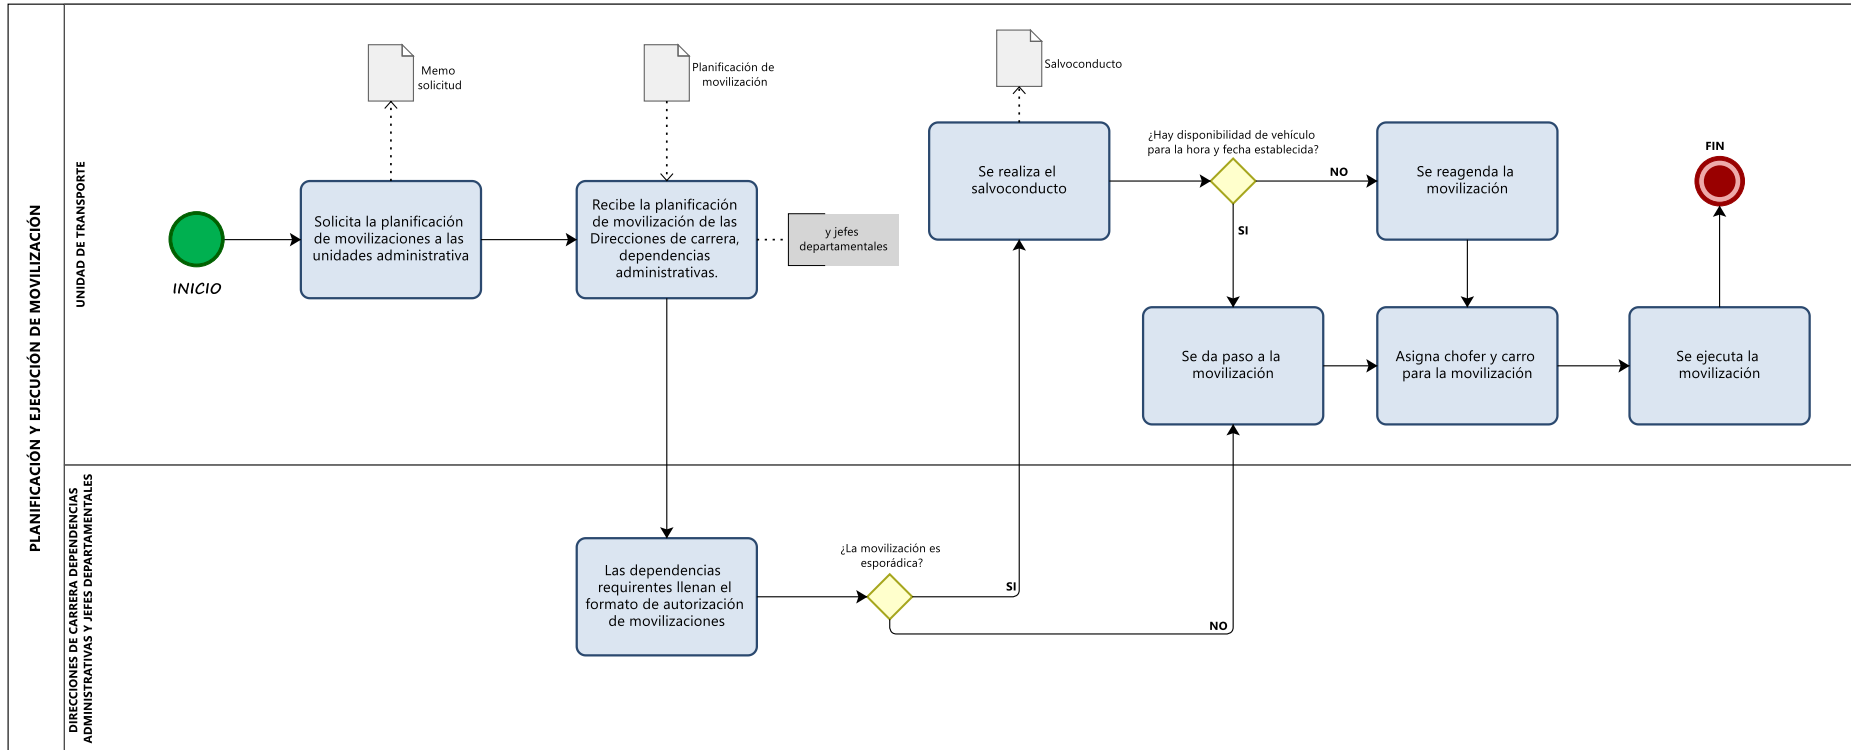 PLANIFICACIÓN Y EJECUCIÓN DE MOVILIZACIÓN
UNIDAD DE TRANSPORTE
INICIO
Solicita la planificación
de movilizaciones a las
unidades administrativa
Memo
solicitud
Recibe la planificación
de movilización de las
Direcciones de carrera,
dependencias
administrativas.
Planificación de
movilización
y jefes
departamentales
Se realiza el
salvoconducto
Salvoconducto
¿Hay disponibilidad de vehículo
para la hora y fecha establecida?
NO
SI
Se reagenda la
movilización
Se da paso a la
movilización
Asigna chofer y carro
para la movilización
Se ejecuta la
movilización
FIN
DIRECCIONES DE CARRERA DEPENDENCIAS
ADMINISTRATIVAS Y JEFES DEPARTAMENTALES
Las dependencias
requirentes llenan el
formato de autorización
de movilizaciones
¿La movilización es
esporádica?
SI
NO